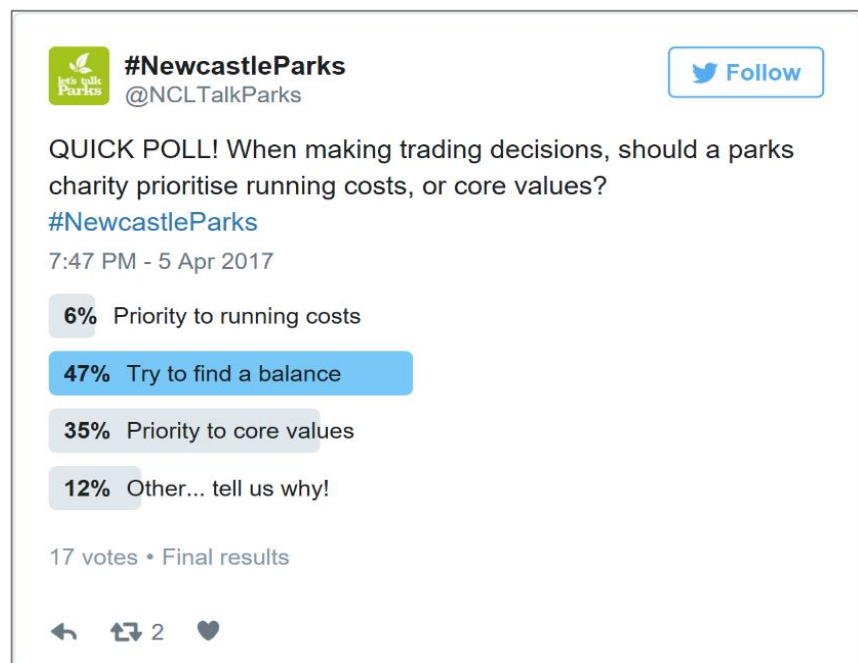 let's talk
Parks
#NewcastleParks
@NCLTalkParks
Follow
QUICK POLL! When making trading decisions, should a parks
charity prioritise running costs, or core values?
#NewcastleParks
7:47 PM - 5 Apr 2017
6% Priority to running costs
47% Try to find a balance
35% Priority to core values
12% Other... tell us why!
17 votes • Final results
2